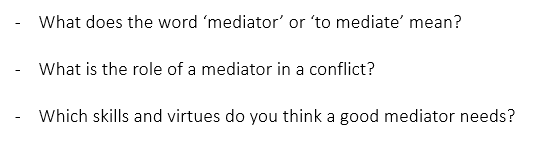 - What does the word ‘mediator’ or ‘to mediate’ mean?
- What is the role of a mediator in a conflict?
- Which skills and virtues do you think a good mediator needs?